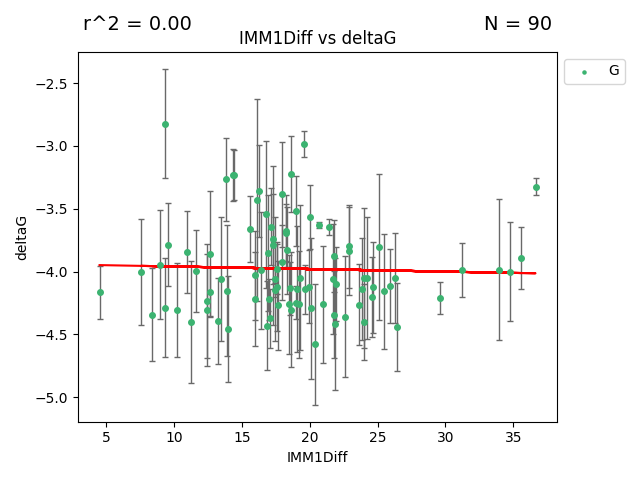 r^2 = 0.00
N = 90
IMM1Diff vs deltaG
G
deltaG
−2.5
−3.0
−3.5
−4.0
−4.5
−5.0
5 10 15 20 25 30 35
IMM1Diff